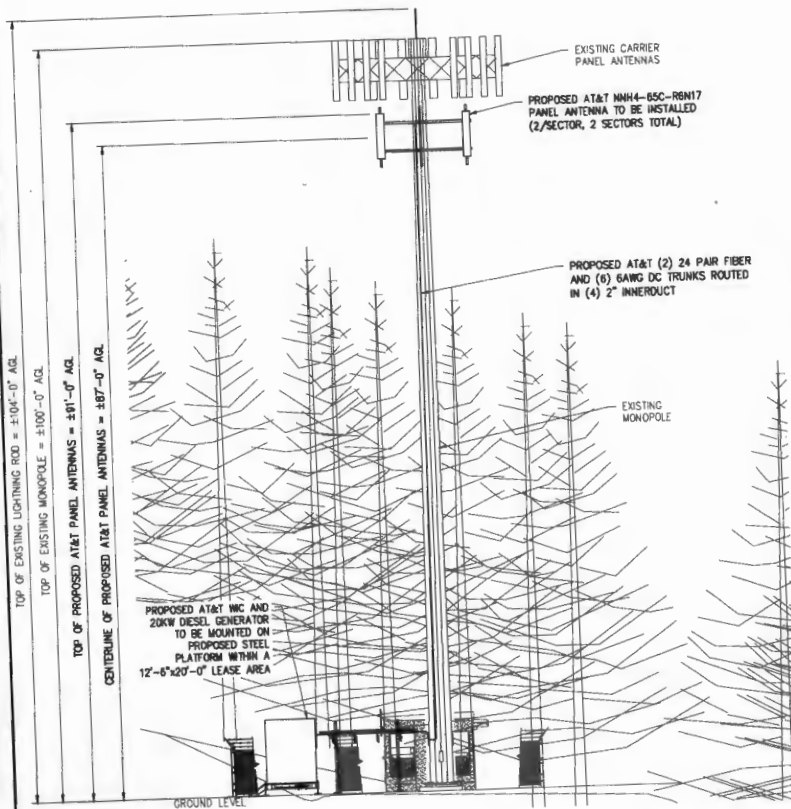 EXISTING CARRIER
PANEL ANTENNAS
PROPOSED AT&T NNH4-65C-R6N17
PANEL ANTENNA TO BE INSTALLED
(2/SECTOR, 2 SECTORS TOTAL)
PROPOSED AT&T (2) 24 PAIR FIBER
AND (6) 6AWG DC TRUNKS ROUTED
IN (4) 2" INNERDUCT
EXISTING
MONOPOLE
TOP OF EXISTING LIGHTNING ROD = ±104'-0" AGL
TOP OF EXISTING MONOPOLE = ±100'-0" AGL
TOP OF PROPOSED AT&T PANEL ANTENNAS = ±91'-0" AGL
CENTERLINE OF PROPOSED AT&T PANEL ANTENNAS = ±87'-0" AGL
PROPOSED AT&T WIC AND
20KW DIESEL GENERATOR
TO BE MOUNTED ON
PROPOSED STEEL
PLATFORM WITHIN A
12'-6"x20'-0" LEASE AREA
GROUND LEVEL